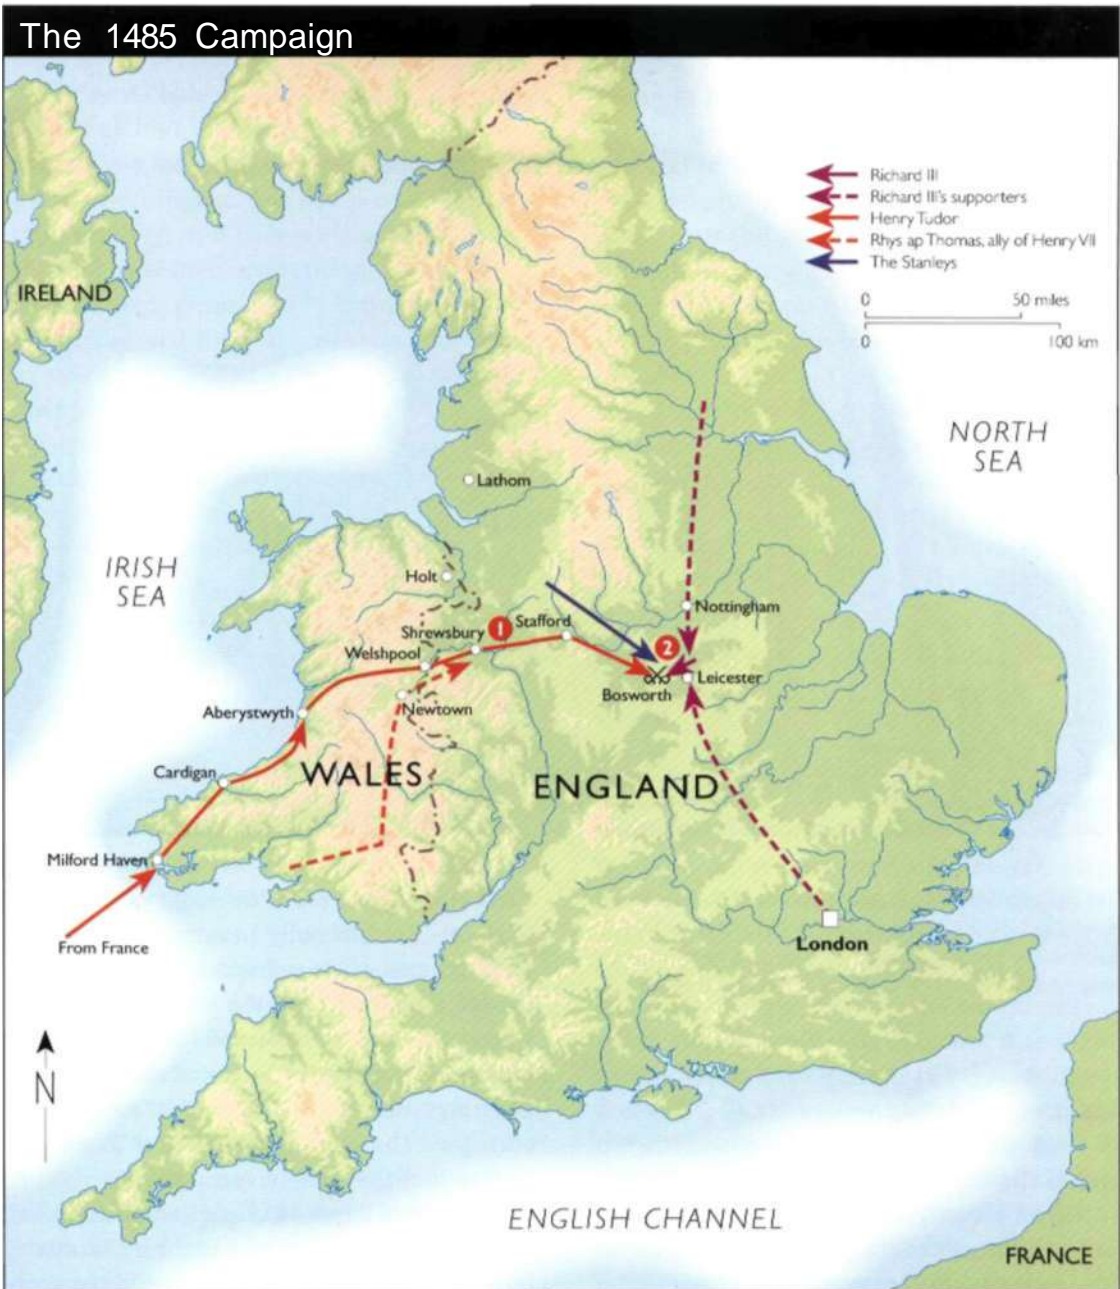 The 1485 Campaign
Richard III
Richard III's supporters
Henry Tudor
Rhys ap Thomas, ally of Henry VII
The Stanleys
0 50 miles
100 km
IRELAND
NORTH
SEA
Lathom
IRISH
SEA
Holt
Nottingham
Shrewsbury
1
Stafford
2
Welshpool
Leicester
Bosworth
Newtown
Aberystwyth
Cardigan
WALES
ENGLAND
Milford Haven
London
From France
N
ENGLISH CHANNEL
FRANCE